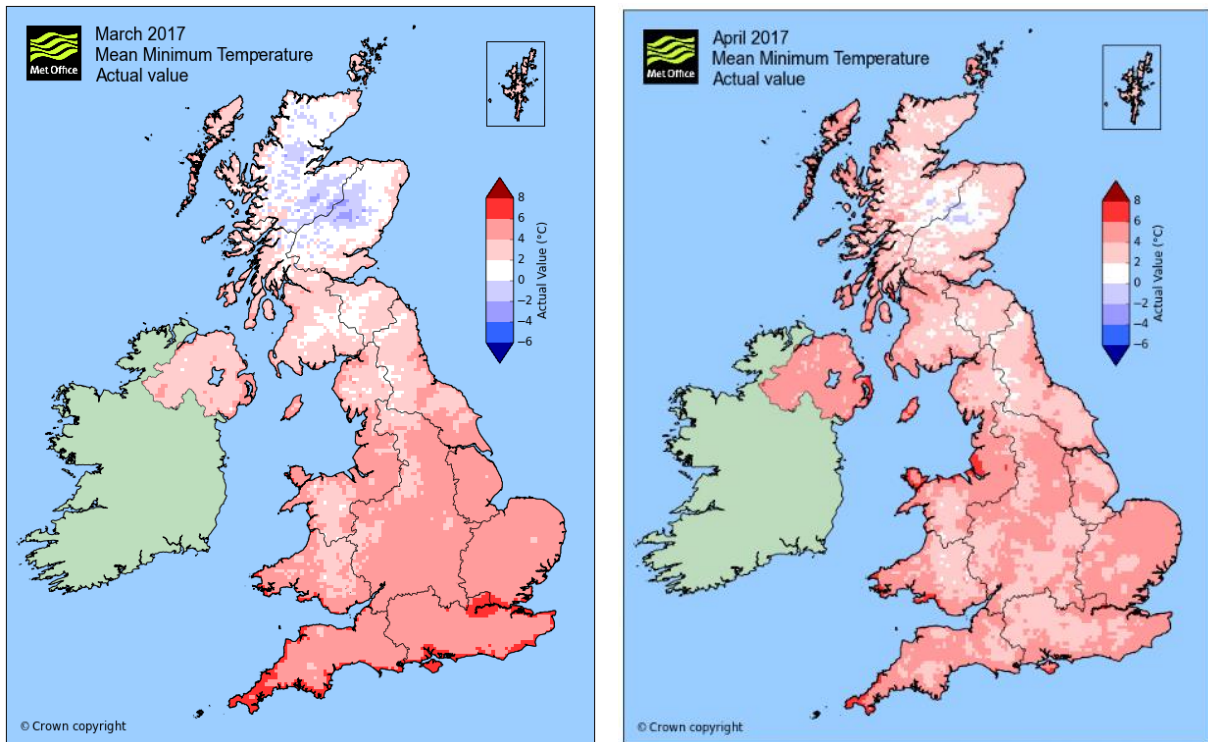 March 2017
Mean Minimum Temperature
Actual value
Met Office
8
6
4
2
0
−2
−4
−6
Actual Value (°C)
© Crown copyright
April 2017
Mean Minimum Temperature
Actual value
Met Office
8
6
4
2
0
−2
−4
−6
Actual Value (°C)
© Crown copyright